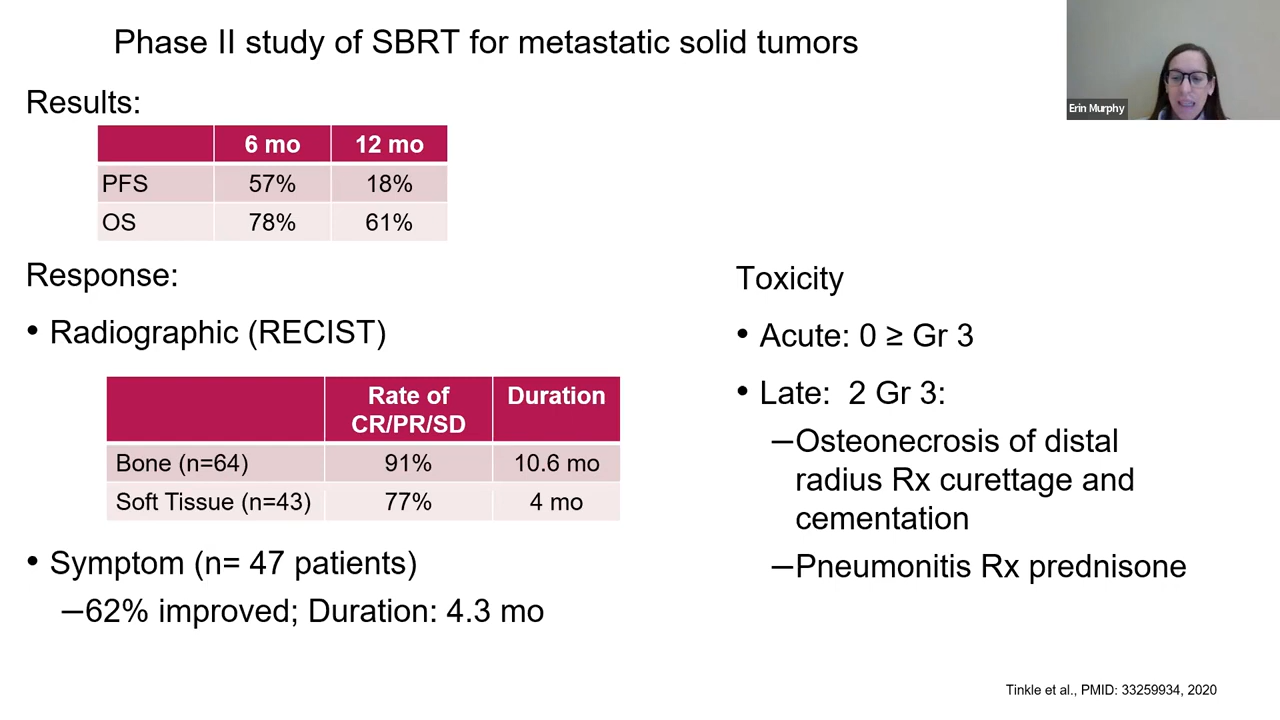 Phase II study of SBRT for metastatic solid tumors
Erin Murphy
Results:
6 mo 12 mo
PFS 57% 18%
OS 78% 61%
Response:
• Radiographic (RECIST)
Rate of CR/PR/SD Duration
Bone (n=64) 91% 10.6 mo
Soft Tissue (n=43) 77% 4 mo
• Symptom (n= 47 patients)
–62% improved; Duration: 4.3 mo
Toxicity
• Acute: 0 ≥ Gr 3
• Late: 2 Gr 3:
–Osteonecrosis of distal
radius Rx curettage and
cementation
–Pneumonitis Rx prednisone
Tinkle et al., PMID: 33259934, 2020